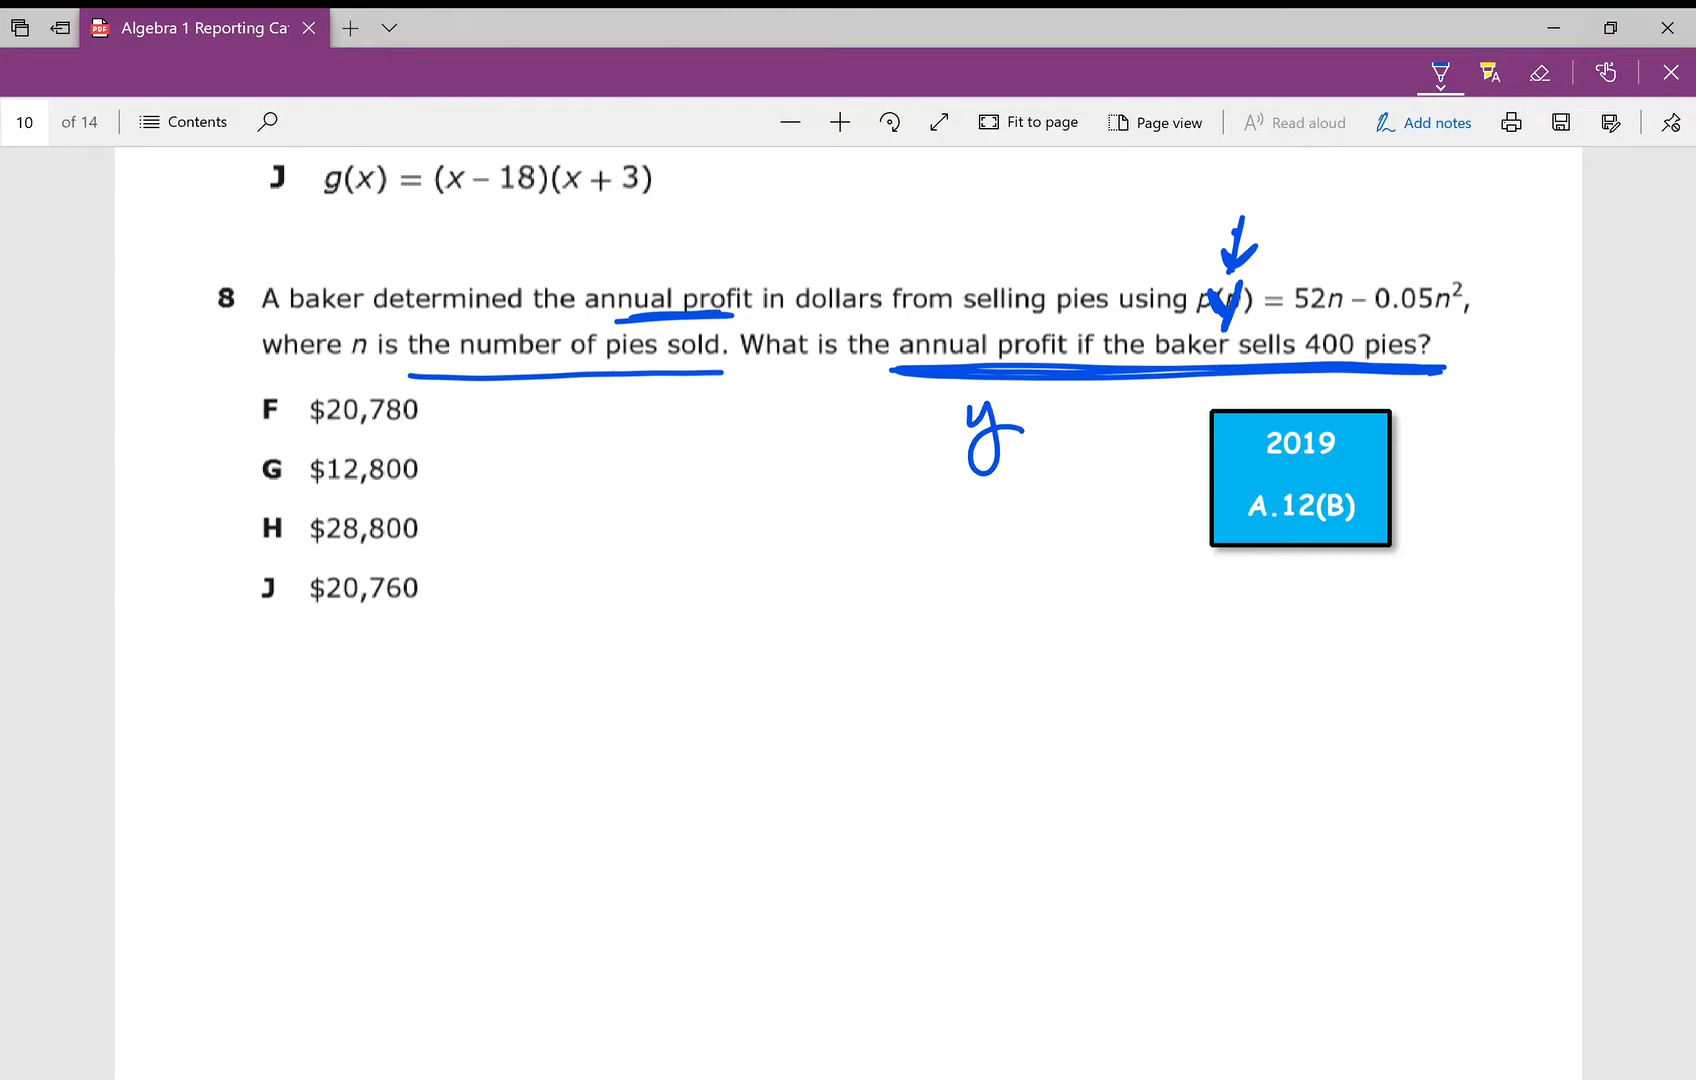 Algebra 1 Reporting Ca
10 of 14 Contents Fit to page Page view Read aloud Add notes
J g(x) = (x – 18)(x + 3)
8 A baker determined the annual profit in dollars from selling pies using p(n) = 52n – 0.05n²,
where n is the number of pies sold. What is the annual profit if the baker sells 400 pies?
y
F $20,780
G $12,800
H $28,800
J $20,760
2019
A.12(B)